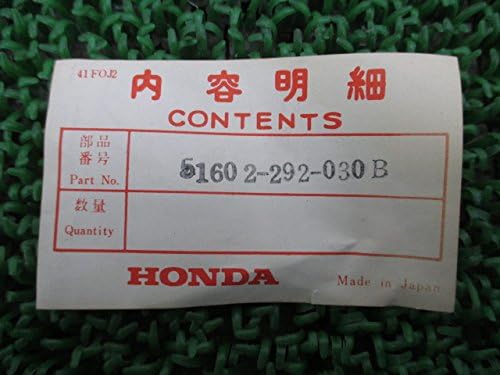 41FOJ2
内容明細
CONTENTS
部品
番号
Part No.
51602-292-030B
数量
Quantity
HONDA
Made in Japan